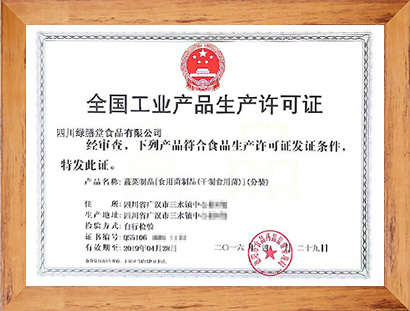 全国工业产品生产许可证
四川绿膳堂食品有限公司
经审查，下列产品符合食品生产许可证发证条件，
特发此证。
产品名称：蔬菜制品[食用菌制品(干制食用菌)](分装)
住 所：四川省广汉市三水镇中
生产地址：四川省广汉市三水镇中
检验方式：自行检验
证书编号：QS5106
有效期至：2019年04月28日
二〇一六年 二十九日